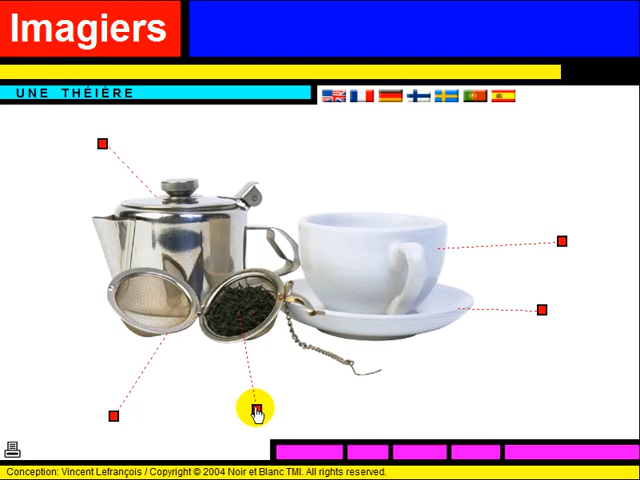 Imagiers
UNE THÉIÈRE
Conception: Vincent Lefrançois / Copyright © 2004 Noir et Blanc TMI. All rights reserved.